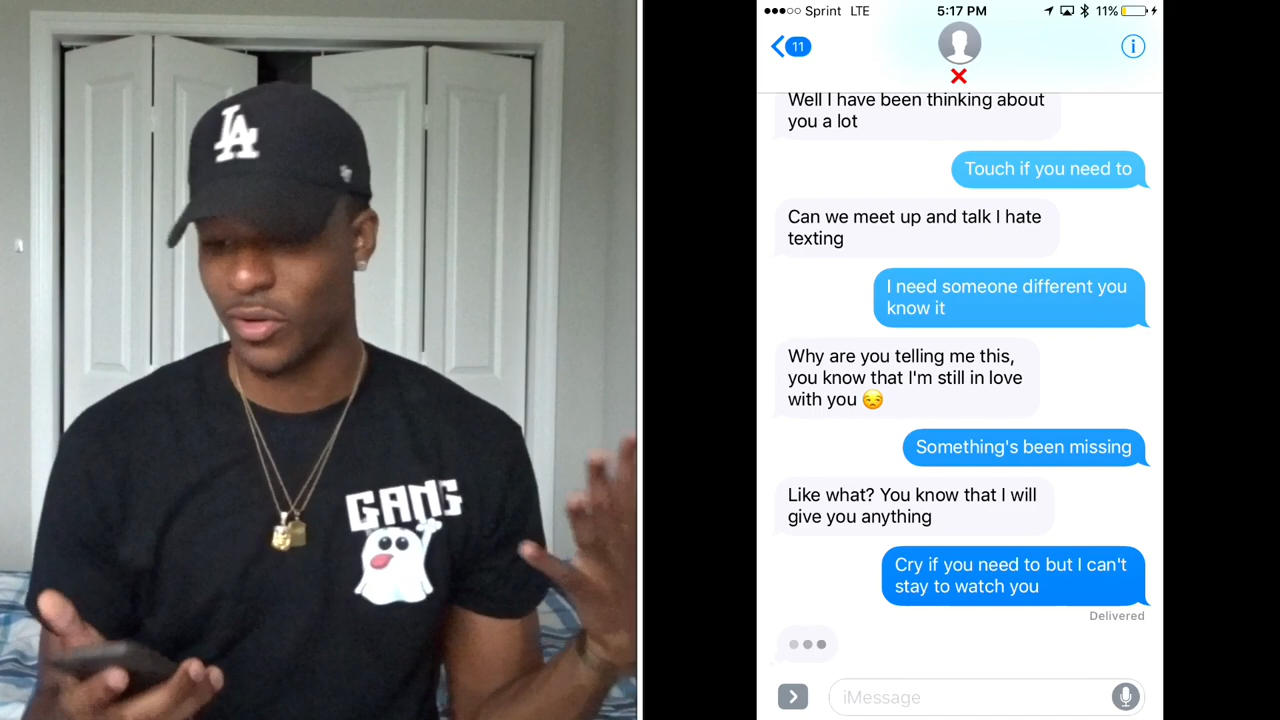 LA
GANG
Sprint LTE 5:17 PM 11%
11
Well I have been thinking about
you a lot
Touch if you need to
Can we meet up and talk I hate
texting
I need someone different you
know it
Why are you telling me this,
you know that I'm still in love
with you 😒
Something's been missing
Like what? You know that I will
give you anything
Cry if you need to but I can't
stay to watch you
Delivered
iMessage